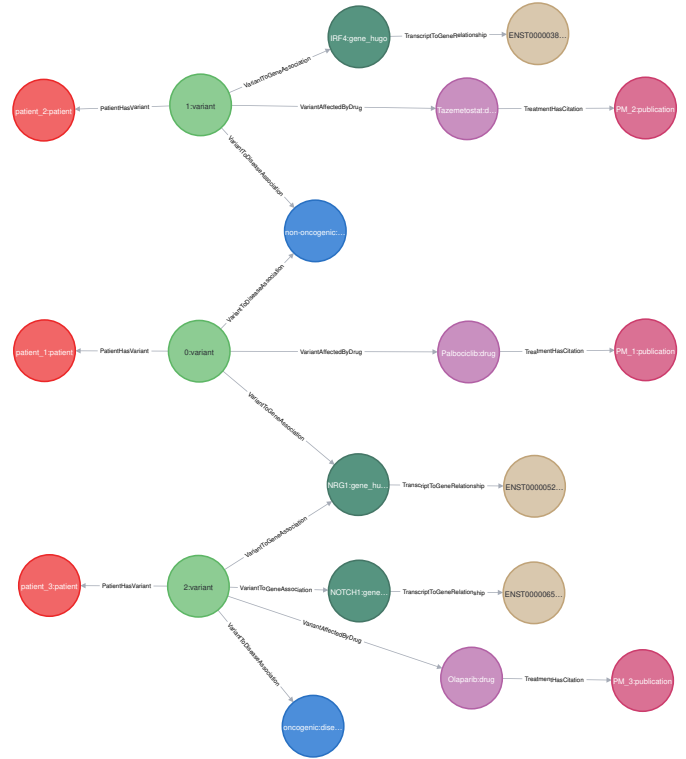 IRF4:gene_hugo
TranscriptToGeneRelationship
ENST0000038...
VariantToGeneAssociation
patient_2:patient
PatientHasVariant
1:variant
VariantAffectedByDrug
Tazemetostat:d...
TreatmentHasCitation
PM_2:publication
VariantToDiseaseAssociation
non-oncogenic:...
VariantToDiseaseAssociation
patient_1:patient
PatientHasVariant
0:variant
VariantAffectedByDrug
Palbociclib:drug
TreatmentHasCitation
PM_1:publication
VariantToGeneAssociation
NRG1:gene_hu...
TranscriptToGeneRelationship
ENST0000052...
VariantToGeneAssociation
patient_3:patient
PatientHasVariant
2:variant
VariantToGeneAssociation
NOTCH1:gene...
TranscriptToGeneRelationship
ENST0000065...
VariantAffectedByDrug
VariantToDiseaseAssociation
Olaparib:drug
TreatmentHasCitation
PM_3:publication
oncogenic:dise...